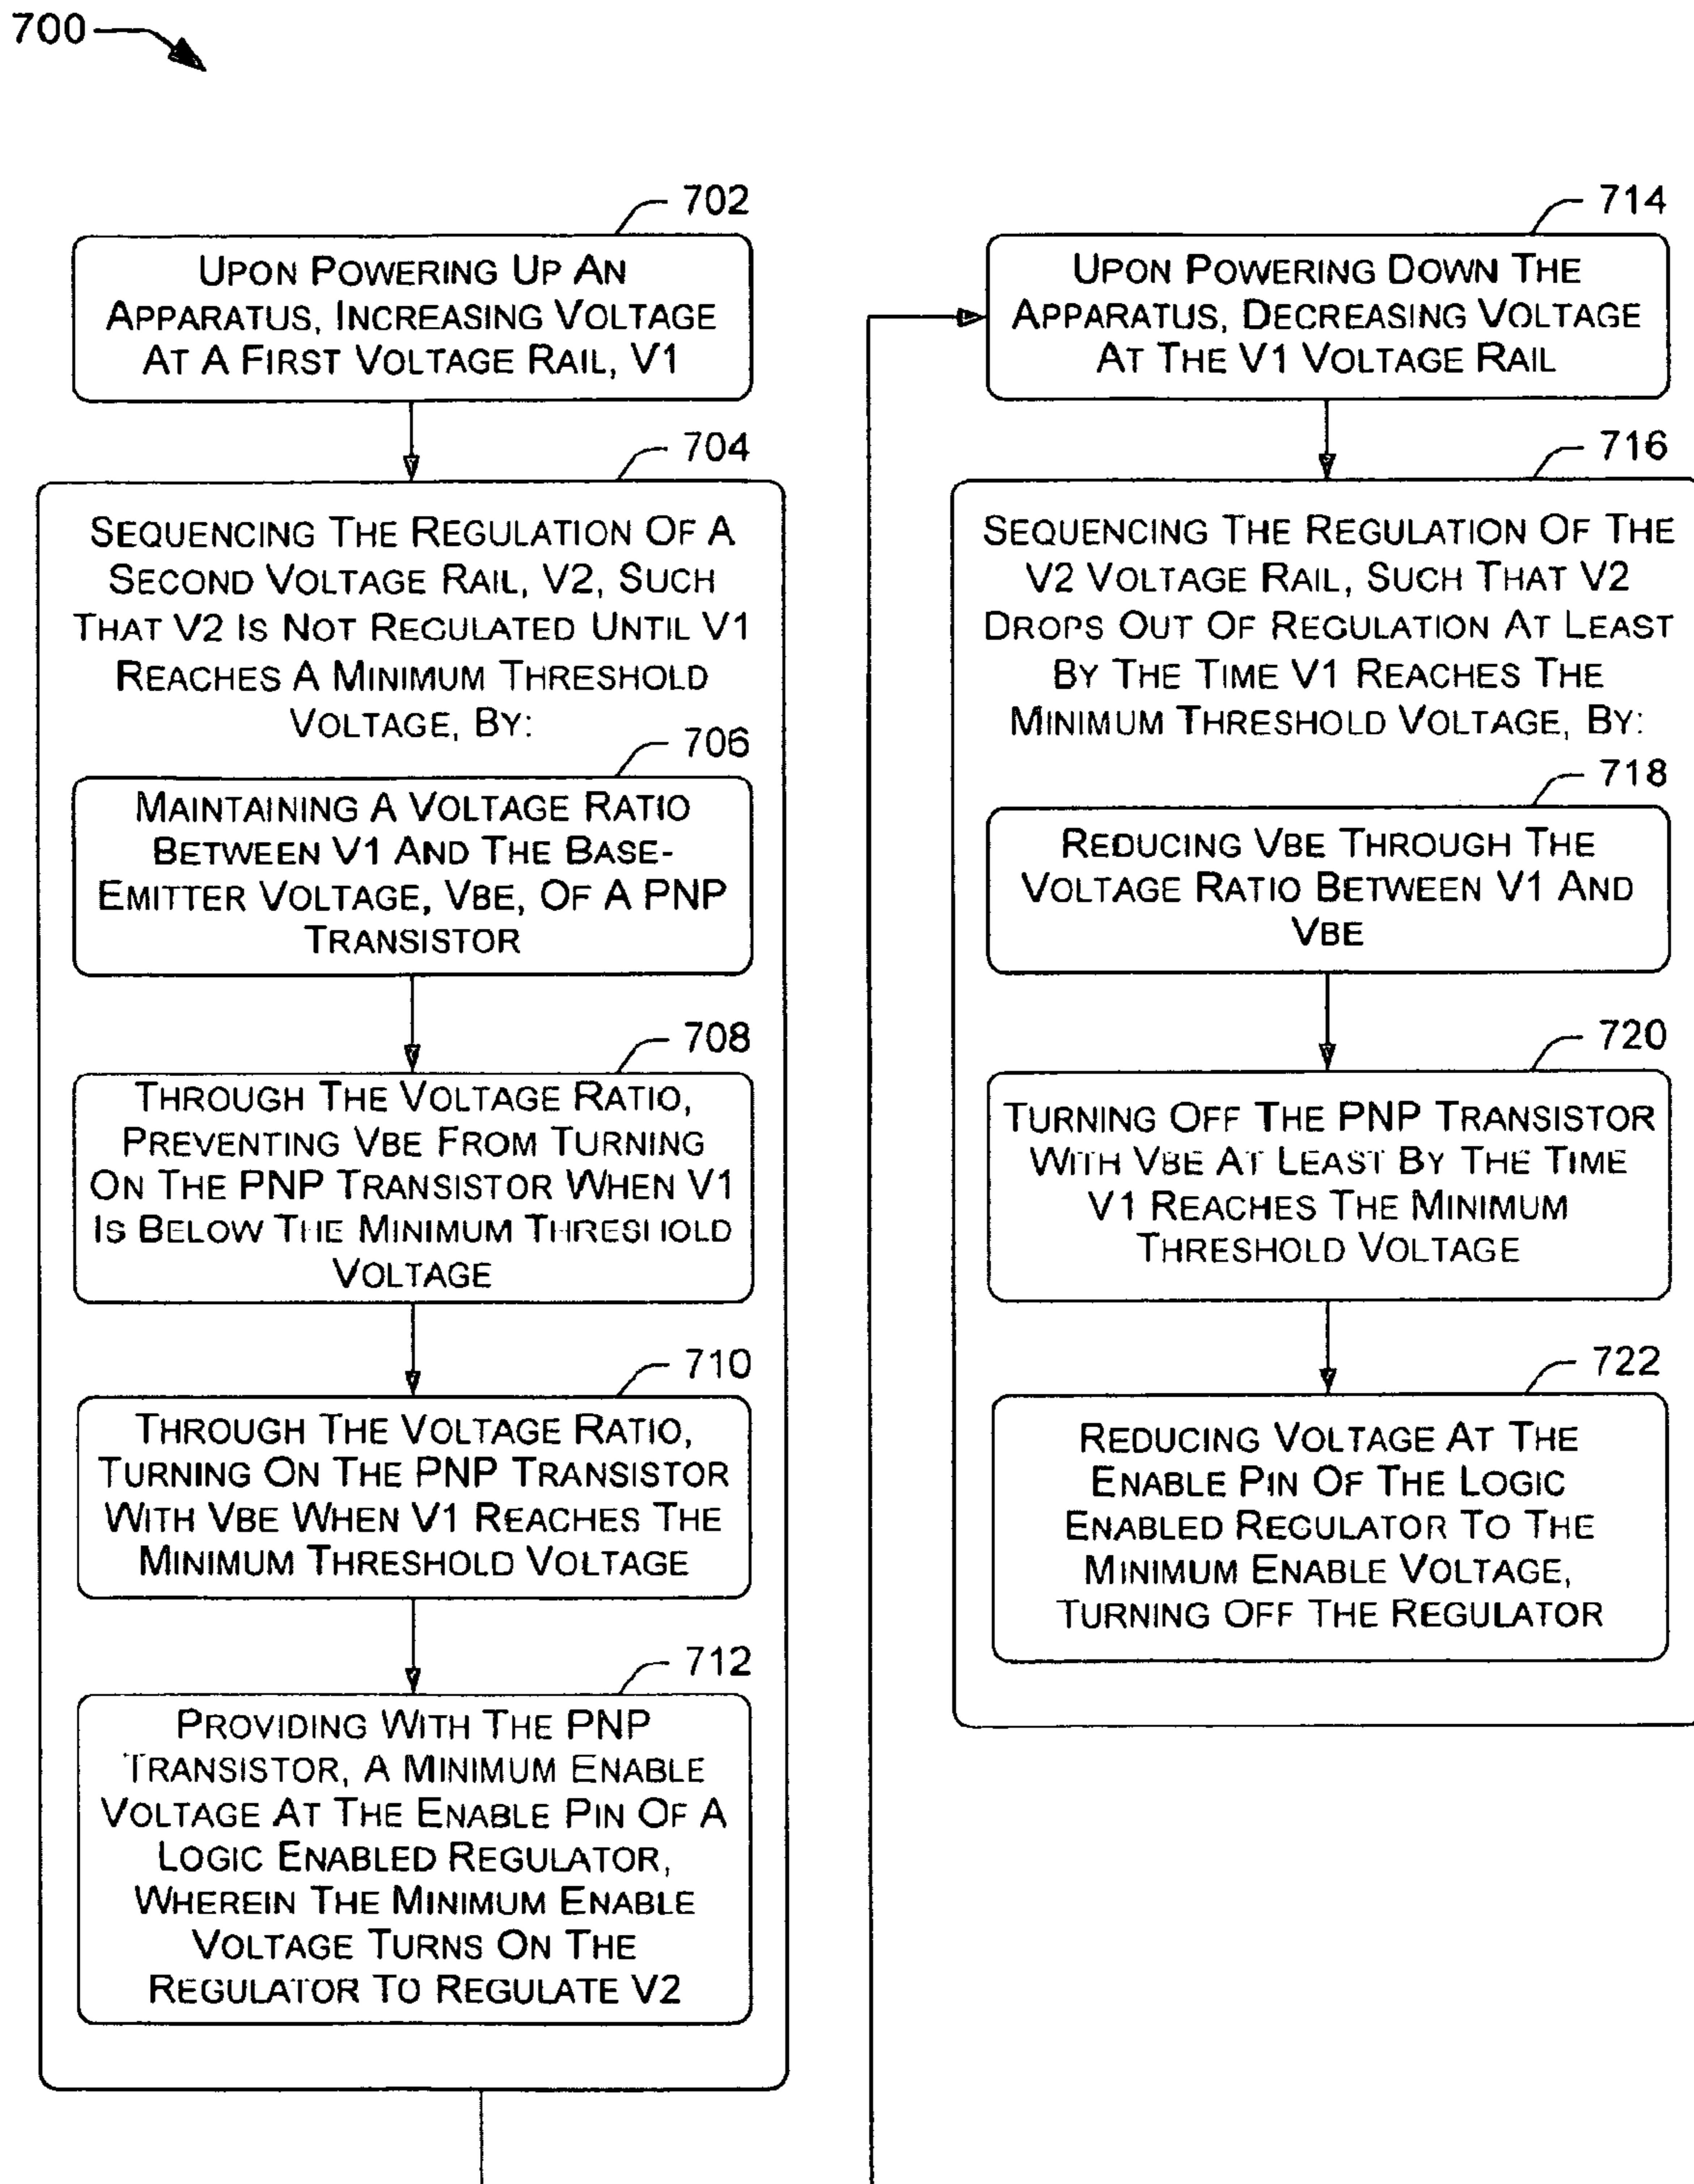 700
702
UPON POWERING UP AN
APPARATUS, INCREASING VOLTAGE
AT A FIRST VOLTAGE RAIL, V1
704
SEQUENCING THE REGULATION OF A
SECOND VOLTAGE RAIL, V2, SUCH
THAT V2 IS NOT REGULATED UNTIL V1
REACHES A MINIMUM THRESHOLD
VOLTAGE, BY:
706
MAINTAINING A VOLTAGE RATIO
BETWEEN V1 AND THE BASE-
EMITTER VOLTAGE, VBE, OF A PNP
TRANSISTOR
708
THROUGH THE VOLTAGE RATIO,
PREVENTING VBE FROM TURNING
ON THE PNP TRANSISTOR WHEN V1
IS BELOW THE MINIMUM THRESHOLD
VOLTAGE
710
THROUGH THE VOLTAGE RATIO,
TURNING ON THE PNP TRANSISTOR
WITH VBE WHEN V1 REACHES THE
MINIMUM THRESHOLD VOLTAGE
712
PROVIDING WITH THE PNP
TRANSISTOR, A MINIMUM ENABLE
VOLTAGE AT THE ENABLE PIN OF A
LOGIC ENABLED REGULATOR,
WHEREIN THE MINIMUM ENABLE
VOLTAGE TURNS ON THE
REGULATOR TO REGULATE V2
714
UPON POWERING DOWN THE
APPARATUS, DECREASING VOLTAGE
AT THE V1 VOLTAGE RAIL
716
SEQUENCING THE REGULATION OF THE
V2 VOLTAGE RAIL, SUCH THAT V2
DROPS OUT OF REGULATION AT LEAST
BY THE TIME V1 REACHES THE
MINIMUM THRESHOLD VOLTAGE, BY:
718
REDUCING VBE THROUGH THE
VOLTAGE RATIO BETWEEN V1 AND
VBE
720
TURNING OFF THE PNP TRANSISTOR
WITH VBE AT LEAST BY THE TIME
V1 REACHES THE MINIMUM
THRESHOLD VOLTAGE
722
REDUCING VOLTAGE AT THE
ENABLE PIN OF THE LOGIC
ENABLED REGULATOR TO THE
MINIMUM ENABLE VOLTAGE,
TURNING OFF THE REGULATOR